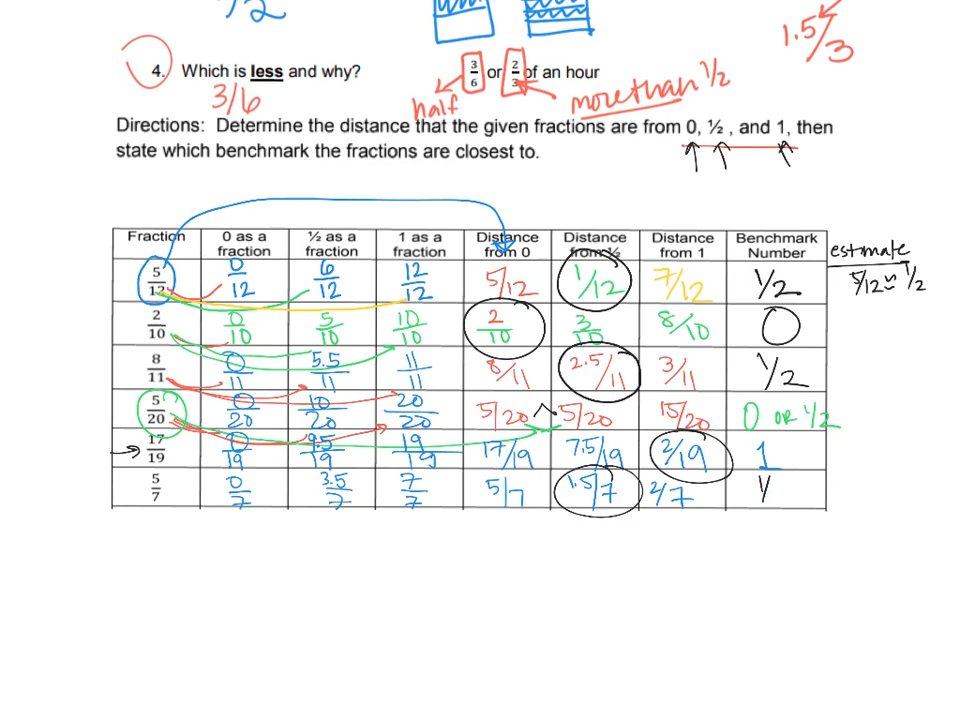 1/2
1.5/3
4. Which is less and why? 3/6 or 2/3 of an hour
3/6 half more than 1/2
Directions: Determine the distance that the given fractions are from 0, ½ , and 1, then
state which benchmark the fractions are closest to.
Fraction 0 as a fraction ½ as a fraction 1 as a fraction Distance from 0 Distance from ½ Distance from 1 Benchmark Number
estimate
5/12 0/12 6/12 12/12 5/12 1/12 7/12 1/2 5/12 ≈ 1/2
2/10 0/10 5/10 10/10 2/10 3/10 8/10 0
8/11 0/11 5.5/11 11/11 8/11 2.5/11 3/11 1/2
5/20 0/20 10/20 20/20 5/20 5/20 15/20 0 OR 1/2
17/19 0/19 9.5/19 19/19 17/19 7.5/19 2/19 1
5/7 0/7 3.5/7 7/7 5/7 1.5/7 2/7 1/